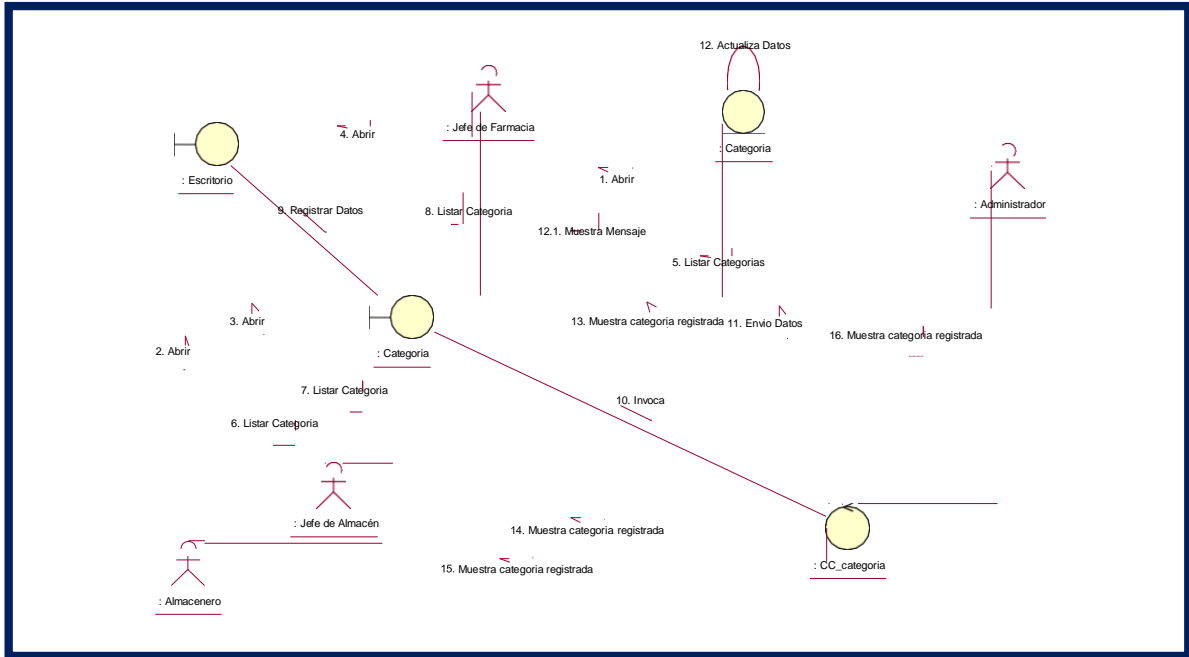 12. Actualiza Datos
: Jefe de Farmacia
4. Abrir
: Categoria
: Escritorio
1. Abrir
: Administrador
9. Registrar Datos
8. Listar Categoria
12.1. Muestra Mensaje
5. Listar Categorias
3. Abrir
13. Muestra categoria registrada
11. Envio Datos
16. Muestra categoria registrada
2. Abrir
: Categoria
7. Listar Categoria
10. Invoca
6. Listar Categoria
: Jefe de Almacén
14. Muestra categoria registrada
15. Muestra categoria registrada
: CC_categoria
: Almacenero